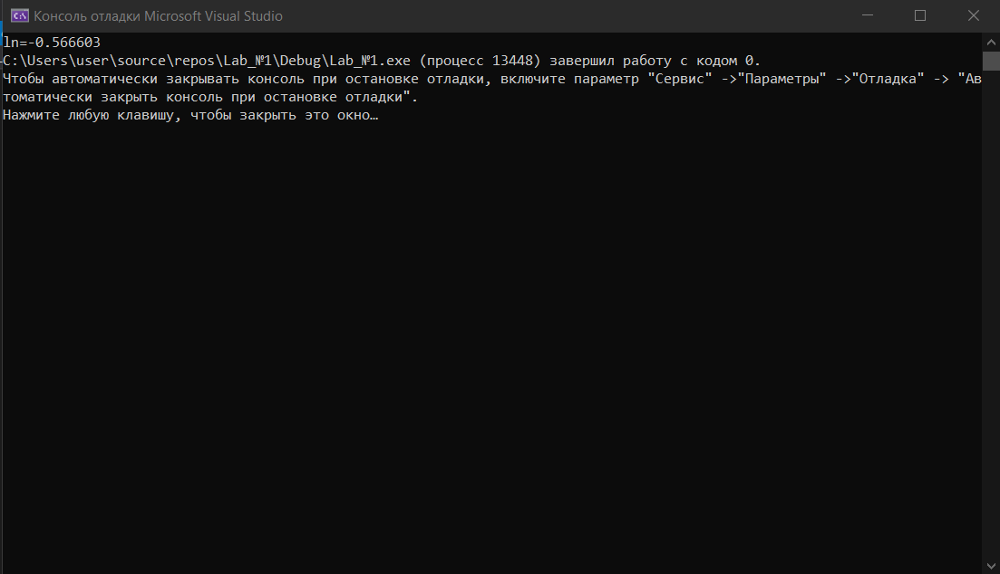 Консоль отладки Microsoft Visual Studio
ln=-0.566603
C:\Users\user\source\repos\Lab_№1\Debug\Lab_№1.exe (процесс 13448) завершил работу с кодом 0.
Чтобы автоматически закрывать консоль при остановке отладки, включите параметр "Сервис" ->"Параметры" ->"Отладка" -> "Ав
томатически закрыть консоль при остановке отладки".
Нажмите любую клавишу, чтобы закрыть это окно…